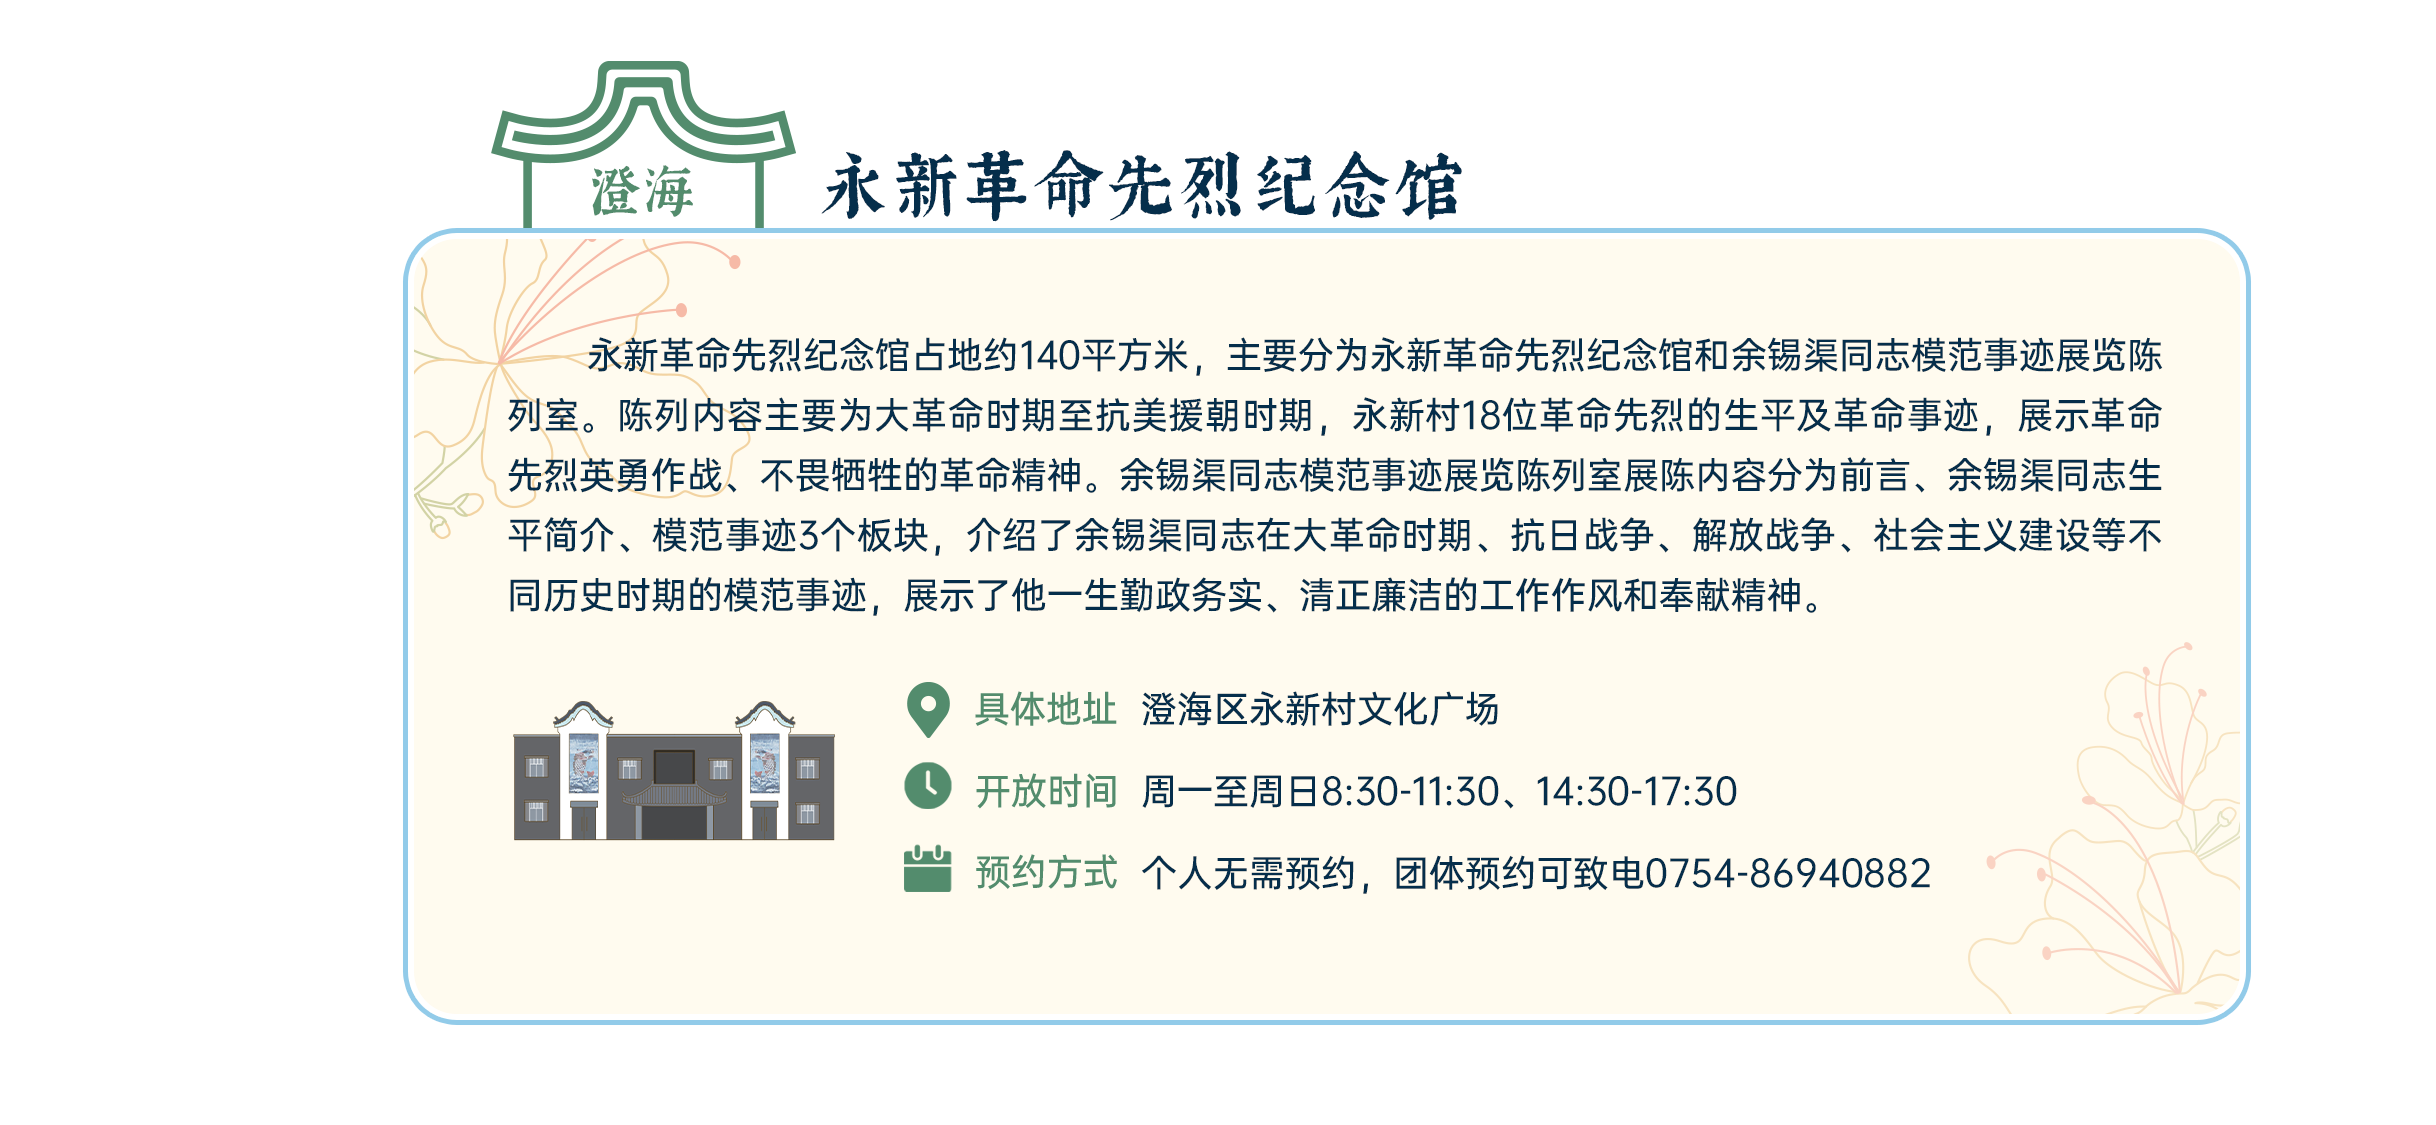 澄海
永新革命先烈纪念馆
永新革命先烈纪念馆占地约140平方米，主要分为永新革命先烈纪念馆和余锡渠同志模范事迹展览陈
列室。陈列内容主要为大革命时期至抗美援朝时期，永新村18位革命先烈的生平及革命事迹，展示革命
先烈英勇作战、不畏牺牲的革命精神。余锡渠同志模范事迹展览陈列室展陈内容分为前言、余锡渠同志生
平简介、模范事迹3个板块，介绍了余锡渠同志在大革命时期、抗日战争、解放战争、社会主义建设等不
同历史时期的模范事迹，展示了他一生勤政务实、清正廉洁的工作作风和奉献精神。
具体地址 澄海区永新村文化广场
开放时间 周一至周日8:30-11:30、14:30-17:30
预约方式 个人无需预约，团体预约可致电0754-86940882